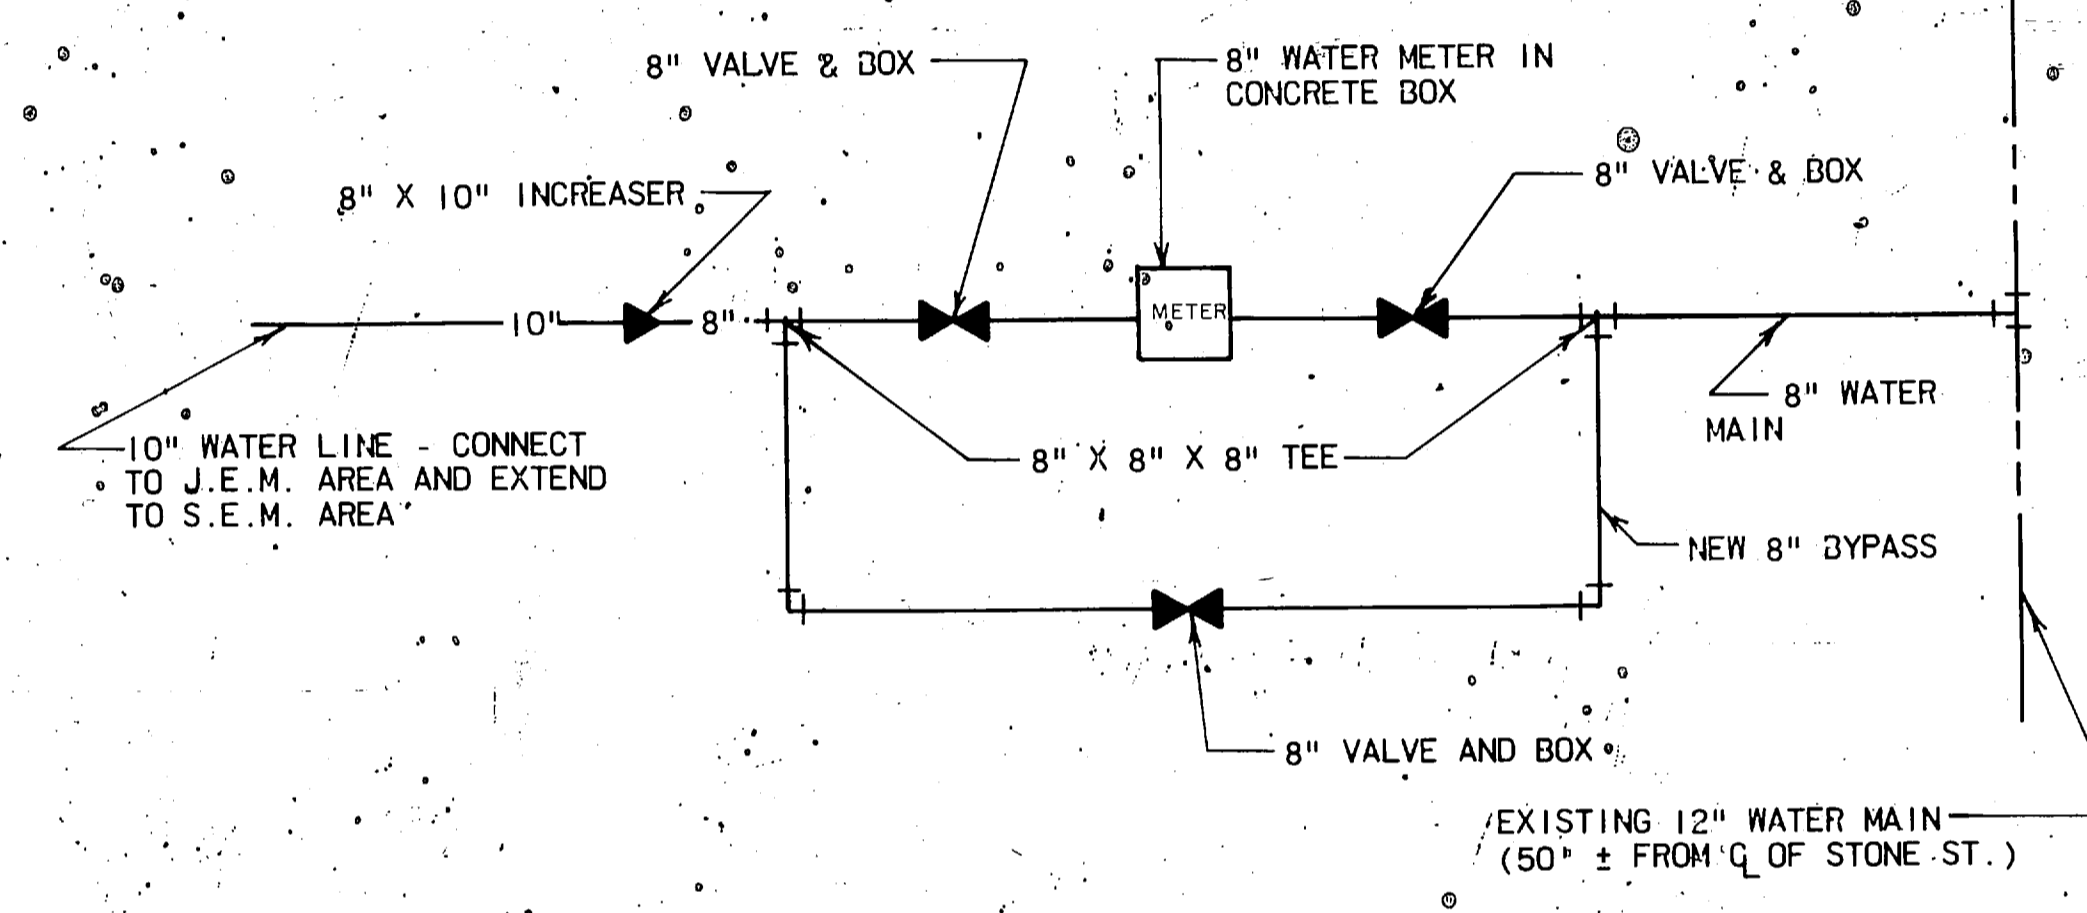 8" VALVE & BOX
8" WATER METER IN
CONCRETE BOX
8" X 10" INCREASER
8" VALVE & BOX
10"
8"
METER
8" WATER
MAIN
10" WATER LINE - CONNECT
TO J.E.M. AREA AND EXTEND
TO S.E.M. AREA
8" X 8" X 8" TEE
NEW 8" BYPASS
8" VALVE AND BOX
EXISTING 12" WATER MAIN
(50' ± FROM ℄ OF STONE ST.)